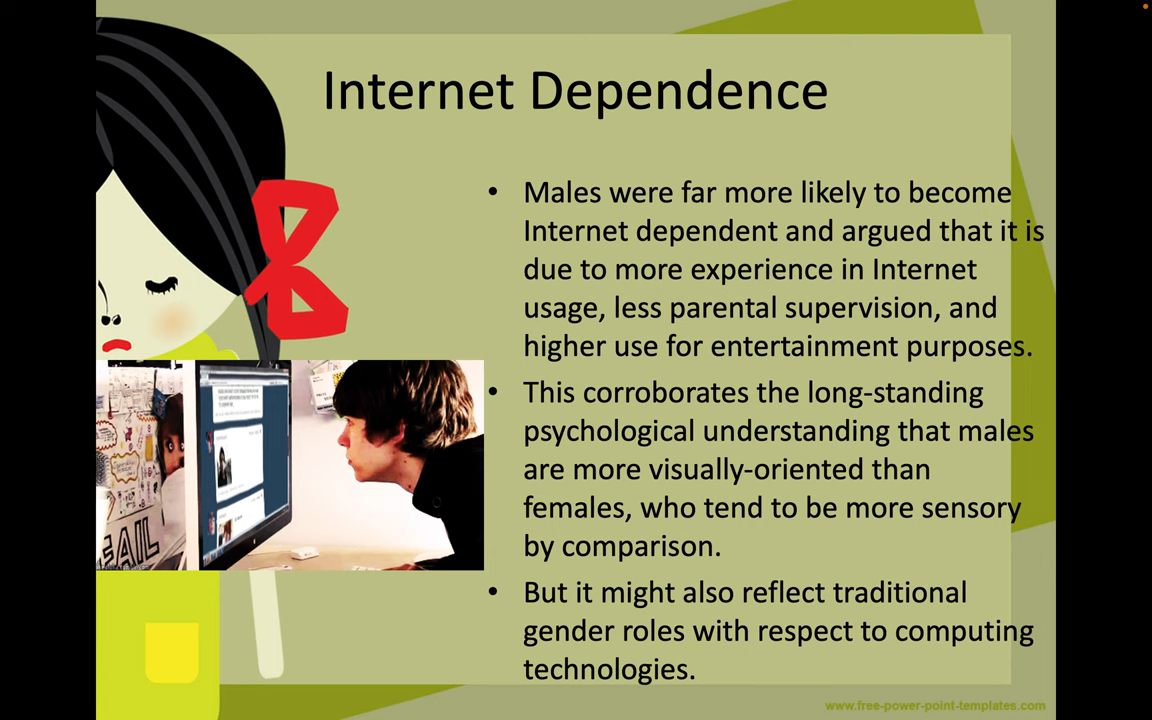 Internet Dependence
• Males were far more likely to become
Internet dependent and argued that it is
due to more experience in Internet
usage, less parental supervision, and
higher use for entertainment purposes.
• This corroborates the long-standing
psychological understanding that males
are more visually-oriented than
females, who tend to be more sensory
by comparison.
• But it might also reflect traditional
gender roles with respect to computing
technologies.
www.free-power-point-templates.com